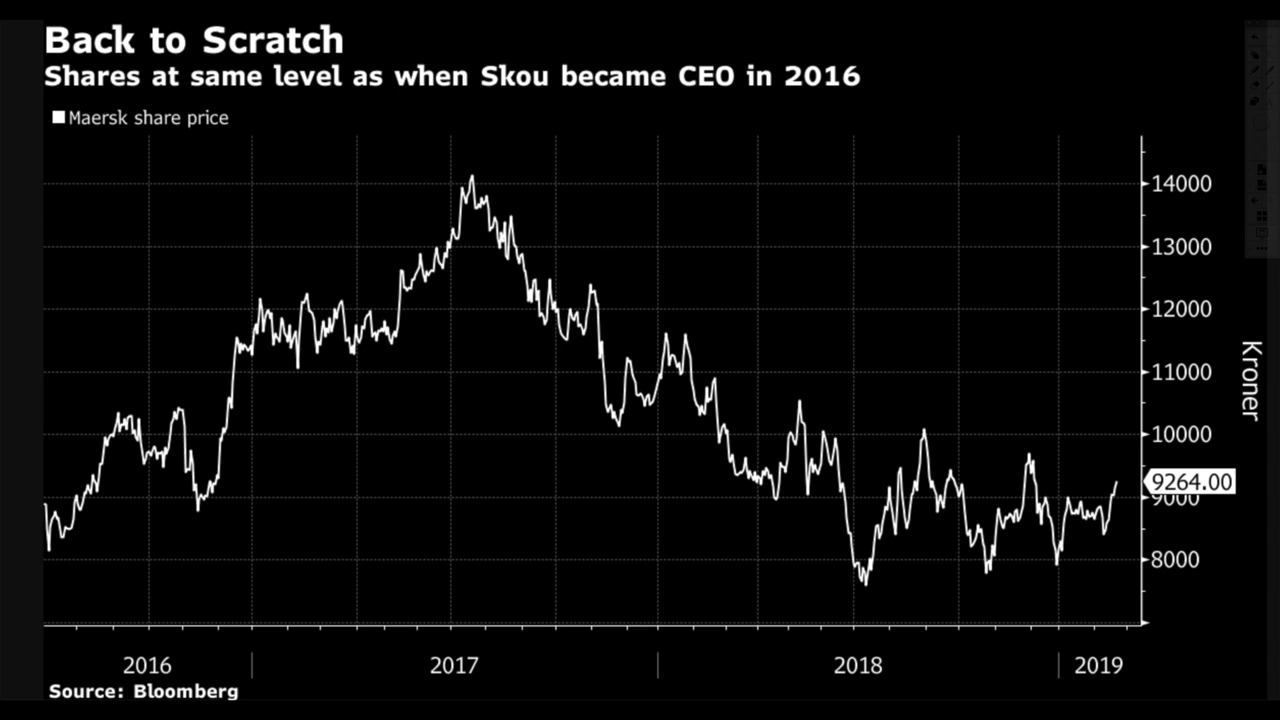 Back to Scratch
Shares at same level as when Skou became CEO in 2016
Maersk share price
14000
13000
12000
11000
10000
9264.00
9000
8000
Kroner
2016 2017 2018 2019
Source: Bloomberg